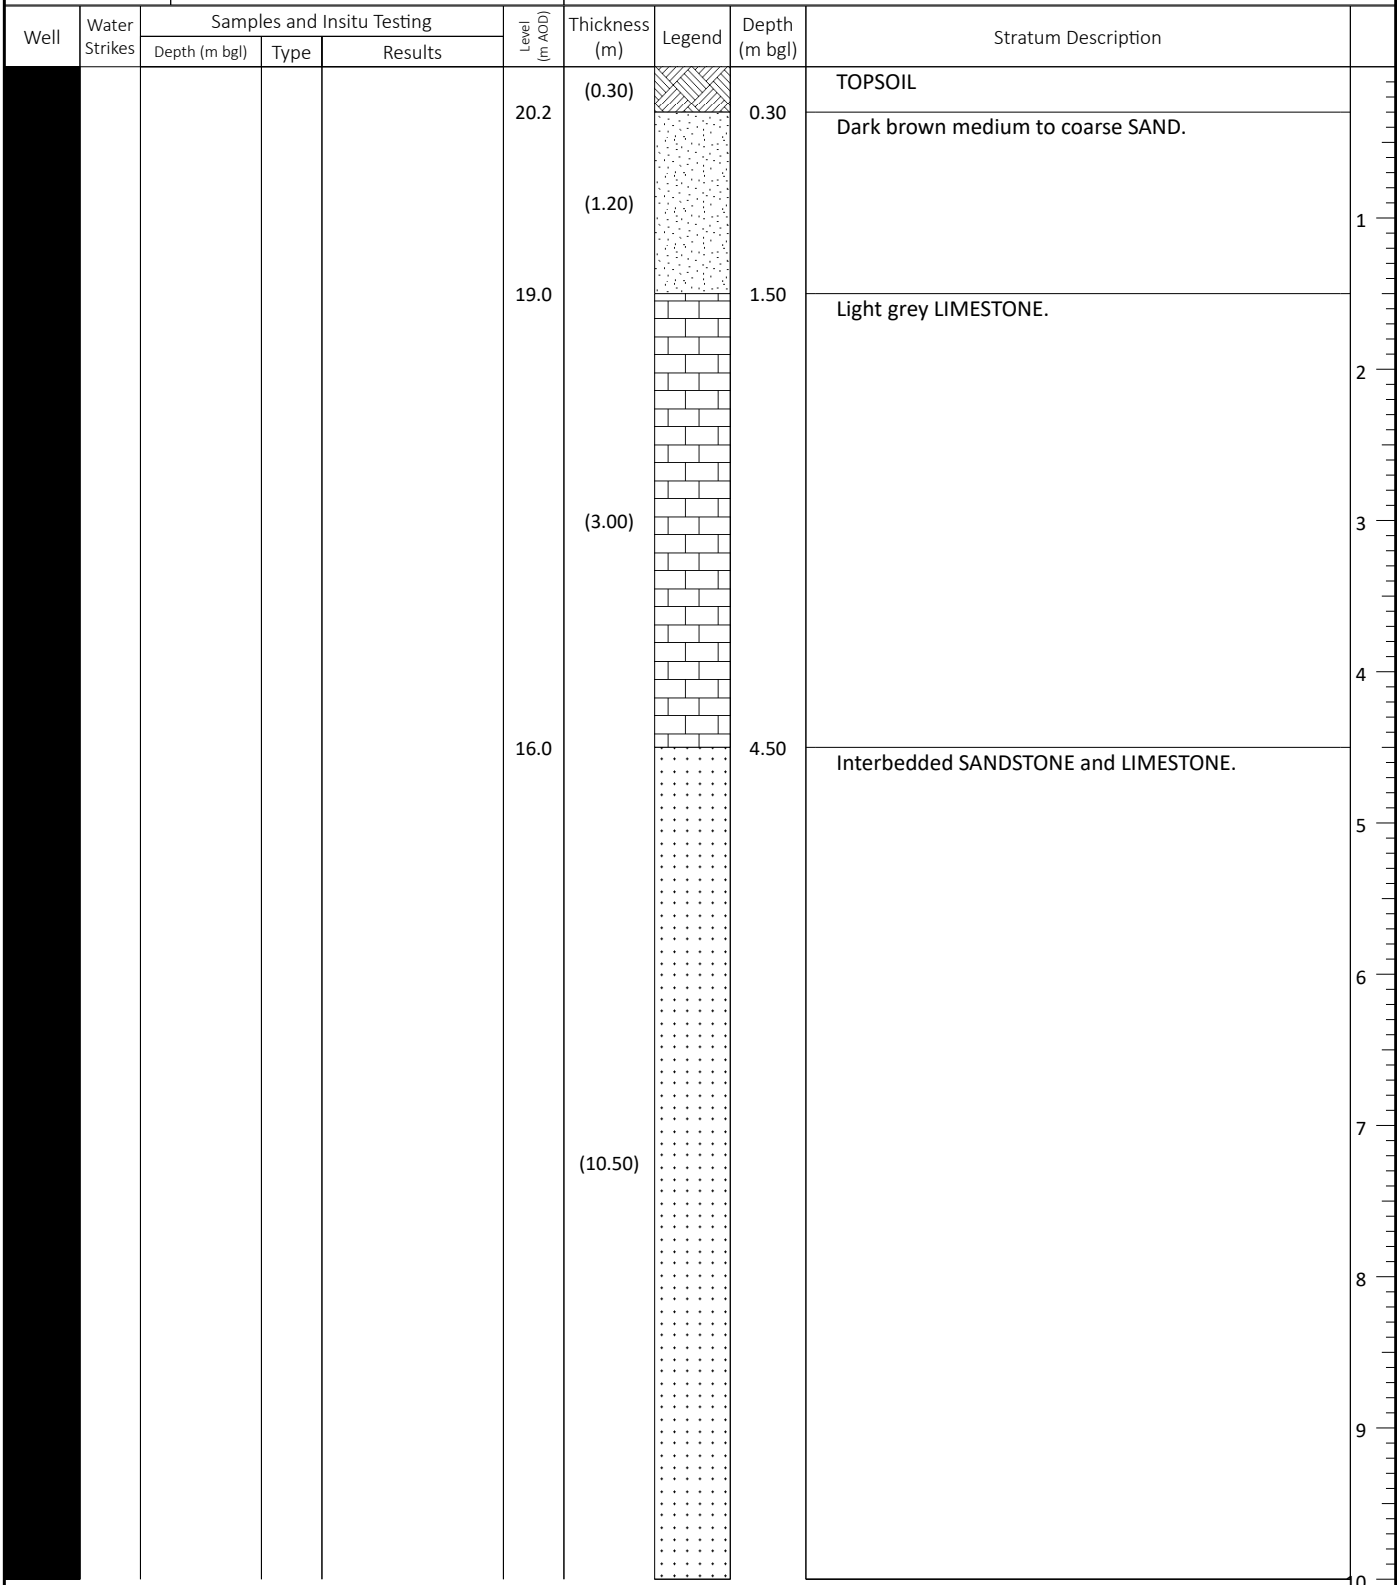 Well
Water
Strikes
Samples and Insitu Testing
Depth (m bgl) Type Results
Level
(m AOD)
Thickness
(m)
Legend
Depth
(m bgl)
Stratum Description
(0.30) TOPSOIL
20.2 0.30
Dark brown medium to coarse SAND.
(1.20)
1
19.0 1.50
Light grey LIMESTONE.
2
(3.00) 3
4
16.0 4.50
Interbedded SANDSTONE and LIMESTONE.
5
6
7
(10.50)
8
9
10